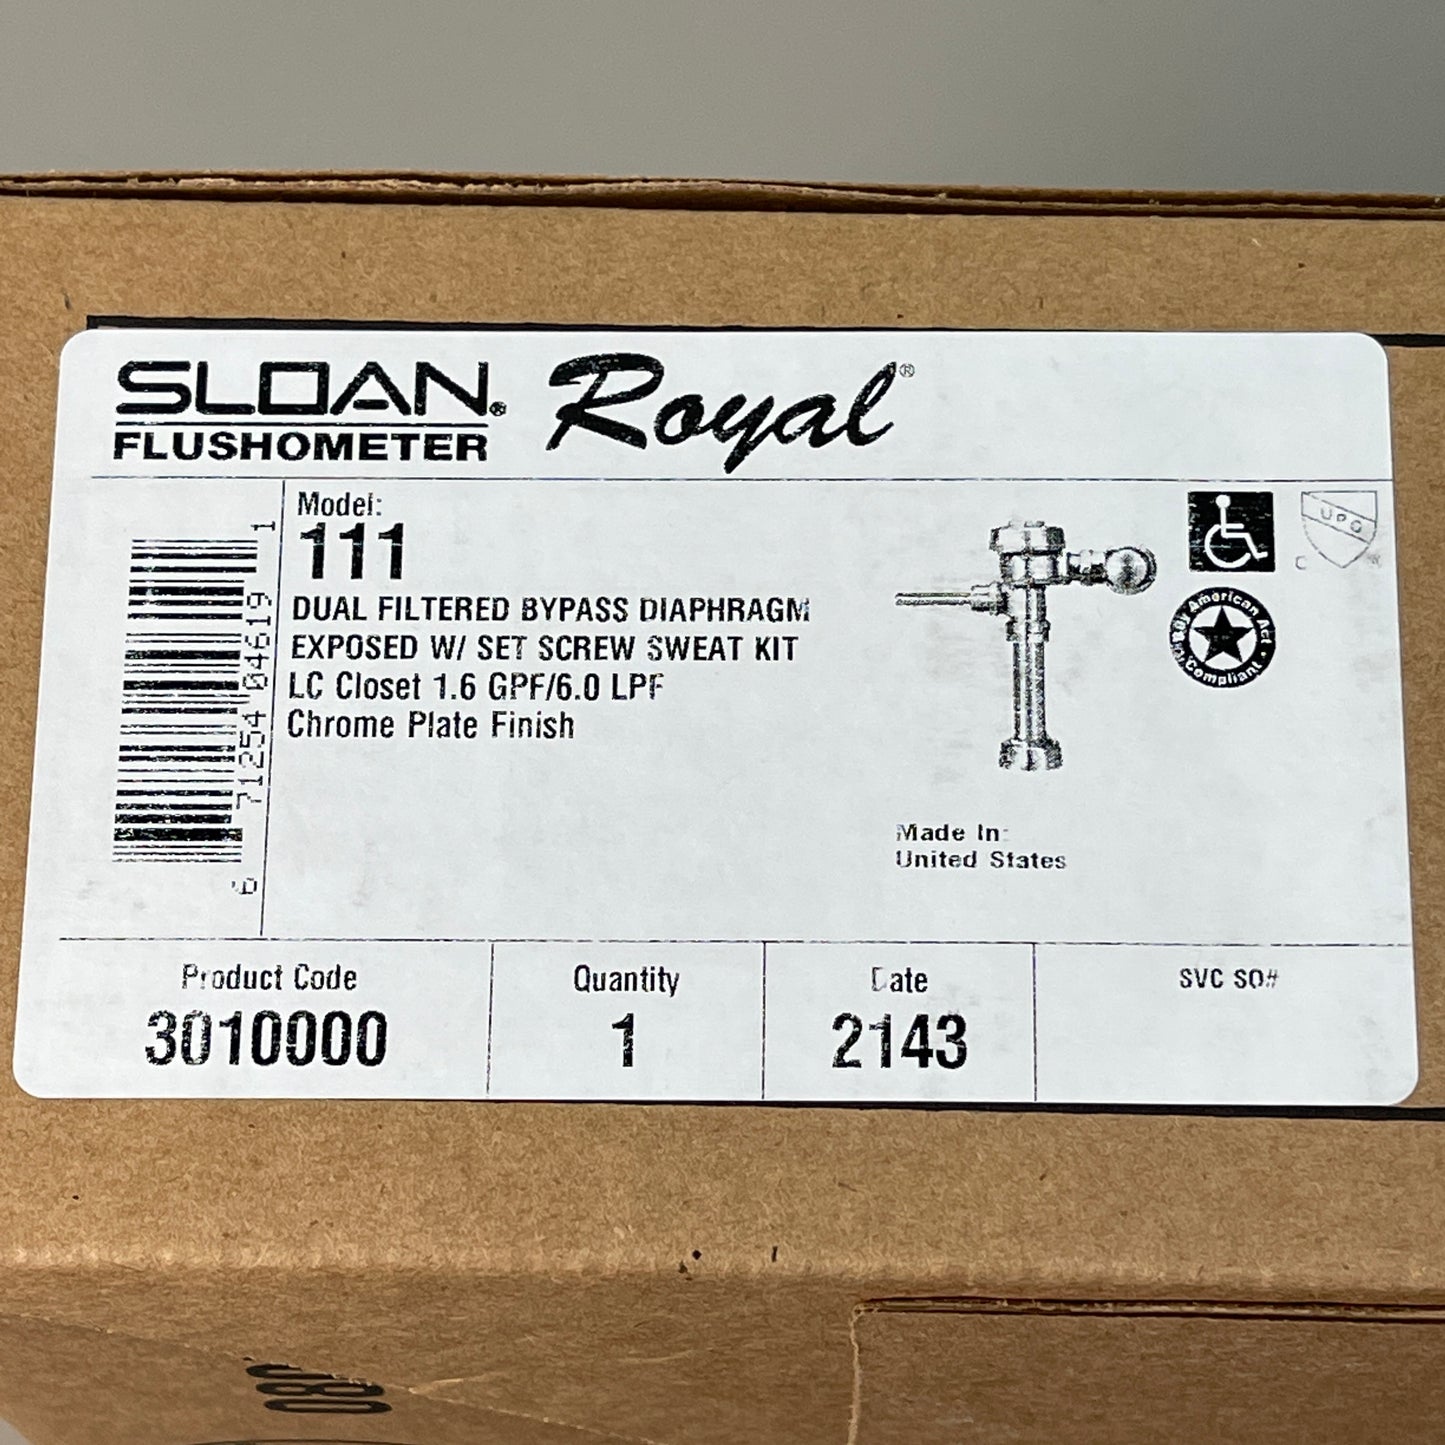 SLOAN®
FLUSHOMETER
Royal®
Model:
111
DUAL FILTERED BYPASS DIAPHRAGM
EXPOSED W/ SET SCREW SWEAT KIT
LC Closet 1.6 GPF/6.0 LPF
Chrome Plate Finish
6 71254 04619 1
UPC
Buy American Act
Compliant
Made In:
United States
Product Code
3010000
Quantity
1
Date
2143
SVC SO#